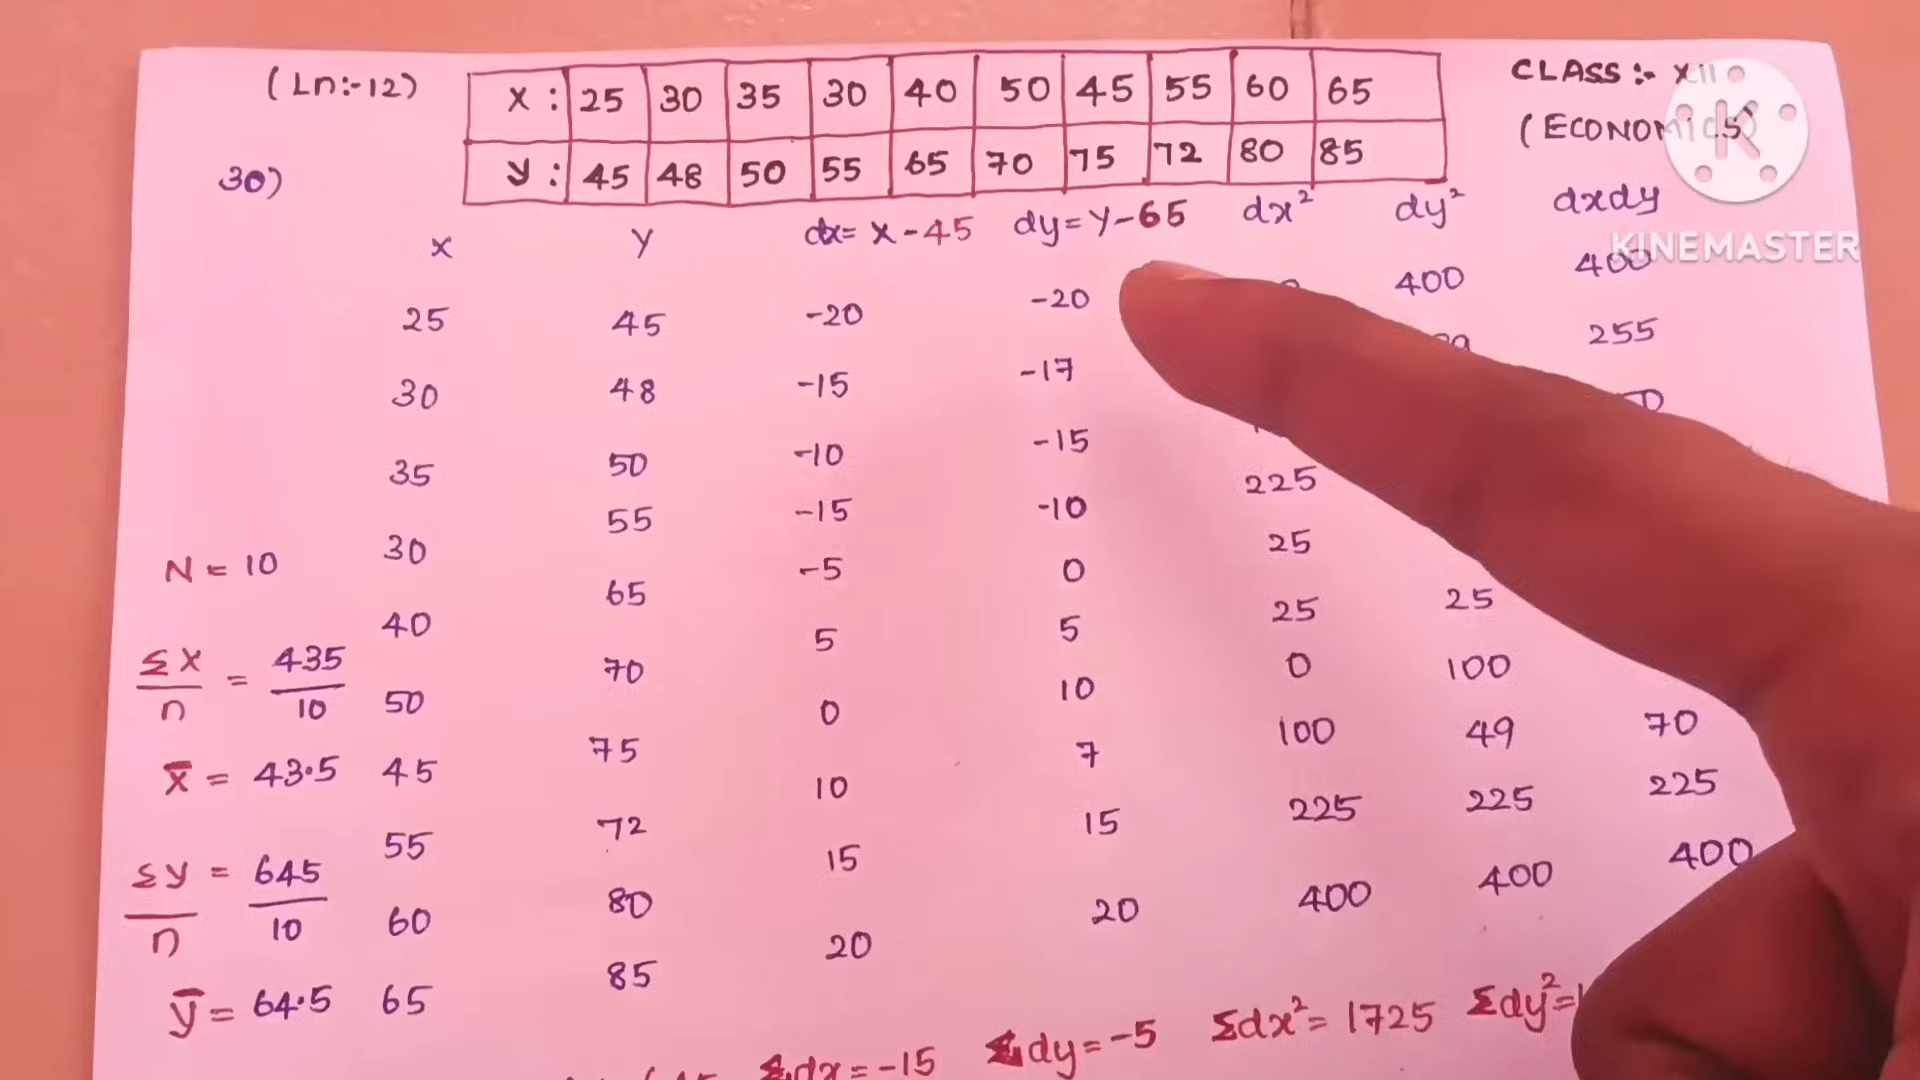 (Ln:-12)
X : 25 30 35 30 40 50 45 55 60 65
y : 45 48 50 55 65 70 75 72 80 85
CLASS :- XII
(ECONOMICS)
KINEMASTER
30)
x y dx= x-45 dy= y-65 dx² dy² dxdy
25 45 -20 -20 400 400
30 48 -15 -17 255
35 50 -10 -15
30 55 -15 -10 225
40 65 -5 0 25
50 70 5 5 25 25
45 75 0 10 0 100
55 72 10 7 100 49 70
60 80 15 15 225 225 225
65 85 20 20 400 400 400
N = 10
Σx/n = 435/10
x̄ = 43.5
Σy/n = 645/10
ȳ = 64.5
Σdx = -15 Σdy = -5 Σdx² = 1725 Σdy² =